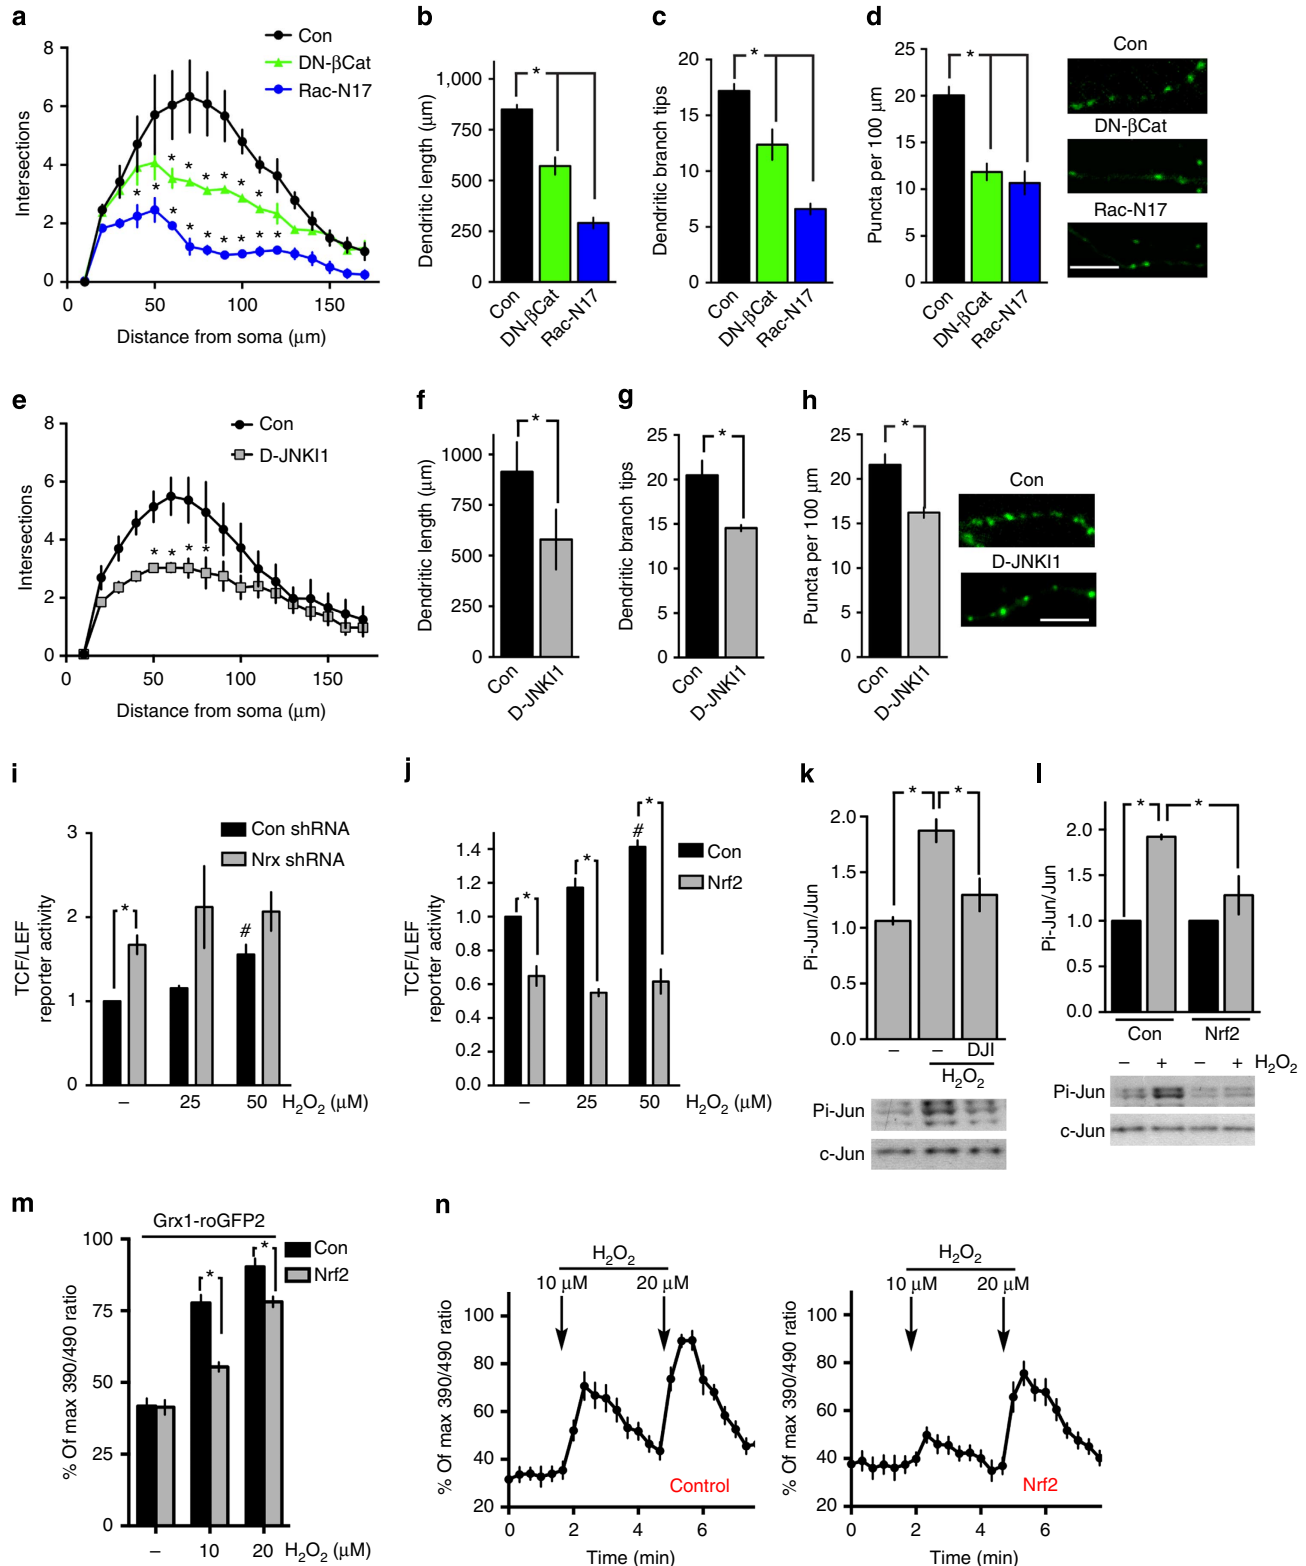 a
Con
DN-βCat
Rac-N17
8
6
4
2
0
Intersections
* * * * * * *
* * * * * * * * *
0 50 100 150
Distance from soma (μm)
b
*
1,000
750
500
250
0
Dendritic length (μm)
Con
DN-βCat
Rac-N17
c
*
20
15
10
5
0
Dendritic branch tips
Con
DN-βCat
Rac-N17
d
*
25
20
15
10
5
0
Puncta per 100 μm
Con
DN-βCat
Rac-N17
Con
DN-βCat
Rac-N17
e
Con
D-JNKI1
8
6
4
2
0
Intersections
* * * *
0 50 100 150
Distance from soma (μm)
f
*
1000
750
500
250
0
Dendritic length (μm)
Con
D-JNKI1
g
*
25
20
15
10
5
0
Dendritic branch tips
Con
D-JNKI1
h
*
25
20
15
10
5
0
Puncta per 100 μm
Con
D-JNKI1
Con
D-JNKI1
i
Con shRNA
Nrx shRNA
3
2
1
0
TCF/LEF
reporter activity
*
#
– 25 50 H₂O₂ (μM)
j
Con
Nrf2
1.4
1.2
1.0
0.8
0.6
0.4
0.2
0.0
TCF/LEF
reporter activity
* * *
#
– 25 50 H₂O₂ (μM)
k
* *
2.0
1.5
1.0
0.5
0.0
Pi-Jun/Jun
– – DJI
H₂O₂
Pi-Jun
c-Jun
l
* *
2.0
1.5
1.0
0.5
0.0
Pi-Jun/Jun
Con Nrf2
– + – + H₂O₂
Pi-Jun
c-Jun
m
Grx1-roGFP2
Con
Nrf2
100
75
50
25
0
% Of max 390/490 ratio
* *
– 10 20 H₂O₂ (μM)
n
H₂O₂
10 μM 20 μM
100
80
60
40
20
% Of max 390/490 ratio
Control
0 2 4 6
Time (min)
H₂O₂
10 μM 20 μM
100
80
60
40
20
% Of max 390/490 ratio
Nrf2
0 2 4 6
Time (min)